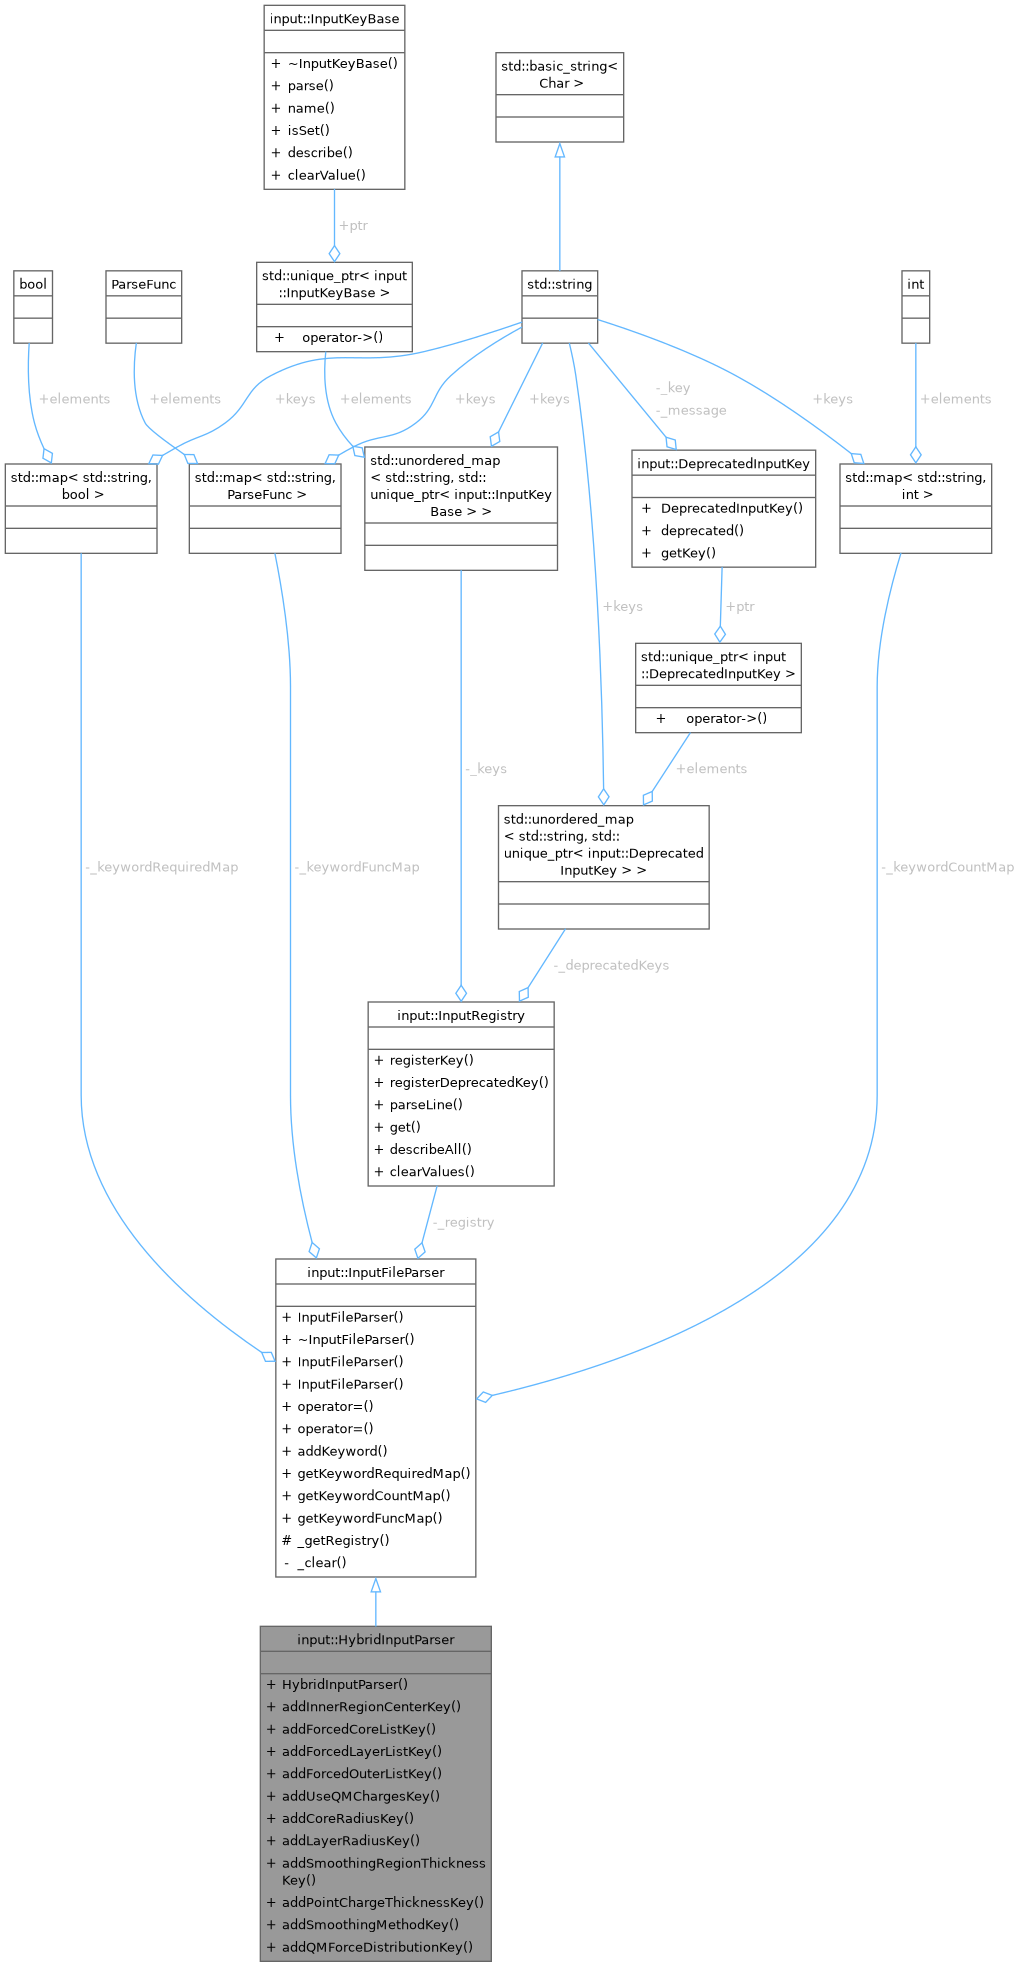 input::InputKeyBase
+ ~InputKeyBase()
+ parse()
+ name()
+ isSet()
+ describe()
+ clearValue()
std::basic_string<
Char >
+ptr
bool
ParseFunc
std::unique_ptr< input
::InputKeyBase >
+ operator->()
std::string
int
+elements
+elements
+keys
+elements
+keys
+keys
-_key
-_message
+keys
+elements
std::map< std::string,
bool >
std::map< std::string,
ParseFunc >
std::unordered_map
< std::string, std::
unique_ptr< input::InputKey
Base > >
input::DeprecatedInputKey
+ DeprecatedInputKey()
+ deprecated()
+ getKey()
std::map< std::string,
int >
+keys
+ptr
std::unique_ptr< input
::DeprecatedInputKey >
+ operator->()
-_keys
+elements
std::unordered_map
< std::string, std::
unique_ptr< input::Deprecated
InputKey > >
-_keywordRequiredMap
-_keywordFuncMap
-_keywordCountMap
-_deprecatedKeys
input::InputRegistry
+ registerKey()
+ registerDeprecatedKey()
+ parseLine()
+ get()
+ describeAll()
+ clearValues()
-_registry
input::InputFileParser
+ InputFileParser()
+ ~InputFileParser()
+ InputFileParser()
+ InputFileParser()
+ operator=()
+ operator=()
+ addKeyword()
+ getKeywordRequiredMap()
+ getKeywordCountMap()
+ getKeywordFuncMap()
# _getRegistry()
- _clear()
input::HybridInputParser
+ HybridInputParser()
+ addInnerRegionCenterKey()
+ addForcedCoreListKey()
+ addForcedLayerListKey()
+ addForcedOuterListKey()
+ addUseQMChargesKey()
+ addCoreRadiusKey()
+ addLayerRadiusKey()
+ addSmoothingRegionThickness
Key()
+ addPointChargeThicknessKey()
+ addSmoothingMethodKey()
+ addQMForceDistributionKey()